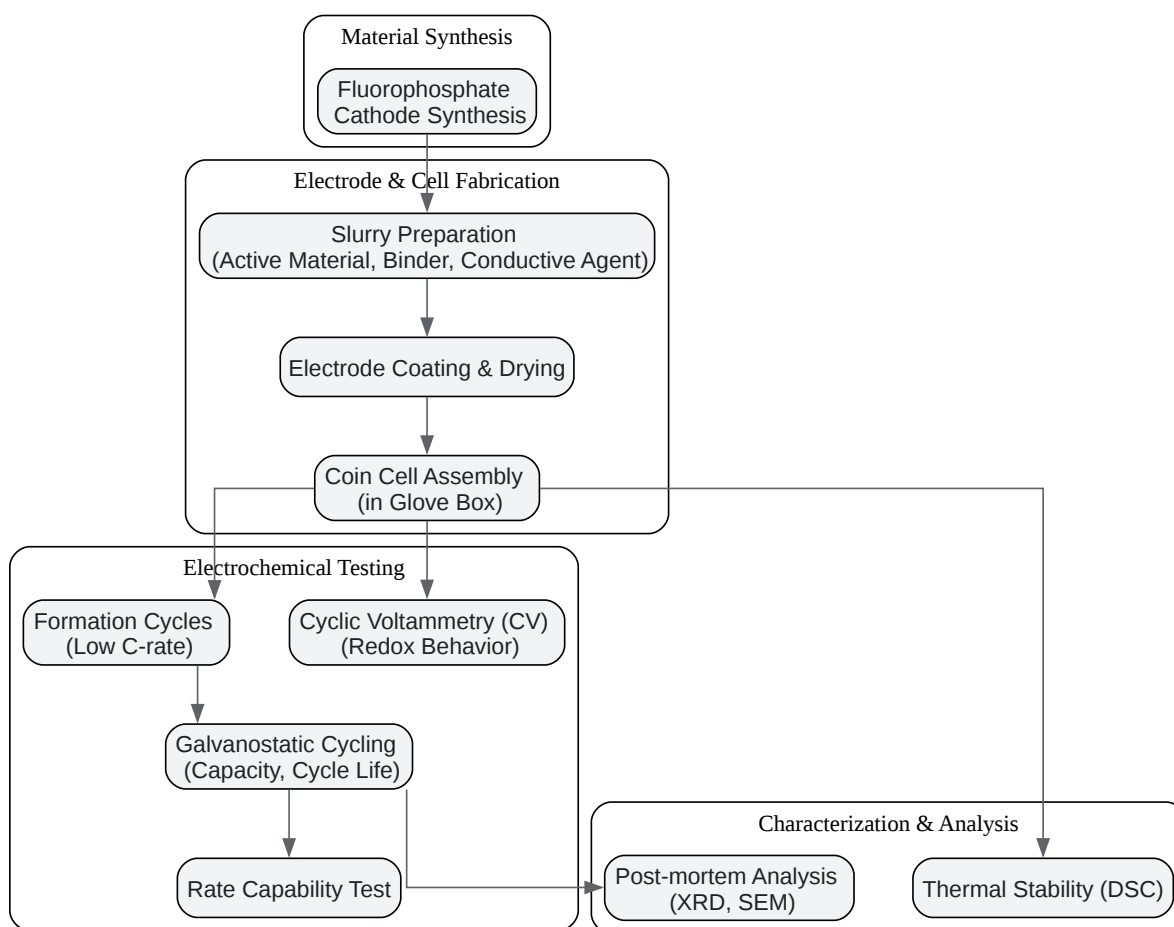 Material Synthesis
Fluorophosphate
Cathode Synthesis
Electrode & Cell Fabrication
Slurry Preparation
(Active Material, Binder, Conductive Agent)
Electrode Coating & Drying
Coin Cell Assembly
(in Glove Box)
Electrochemical Testing
Formation Cycles
(Low C-rate)
Cyclic Voltammetry (CV)
(Redox Behavior)
Galvanostatic Cycling
(Capacity, Cycle Life)
Rate Capability Test
Characterization & Analysis
Post-mortem Analysis
(XRD, SEM)
Thermal Stability (DSC)